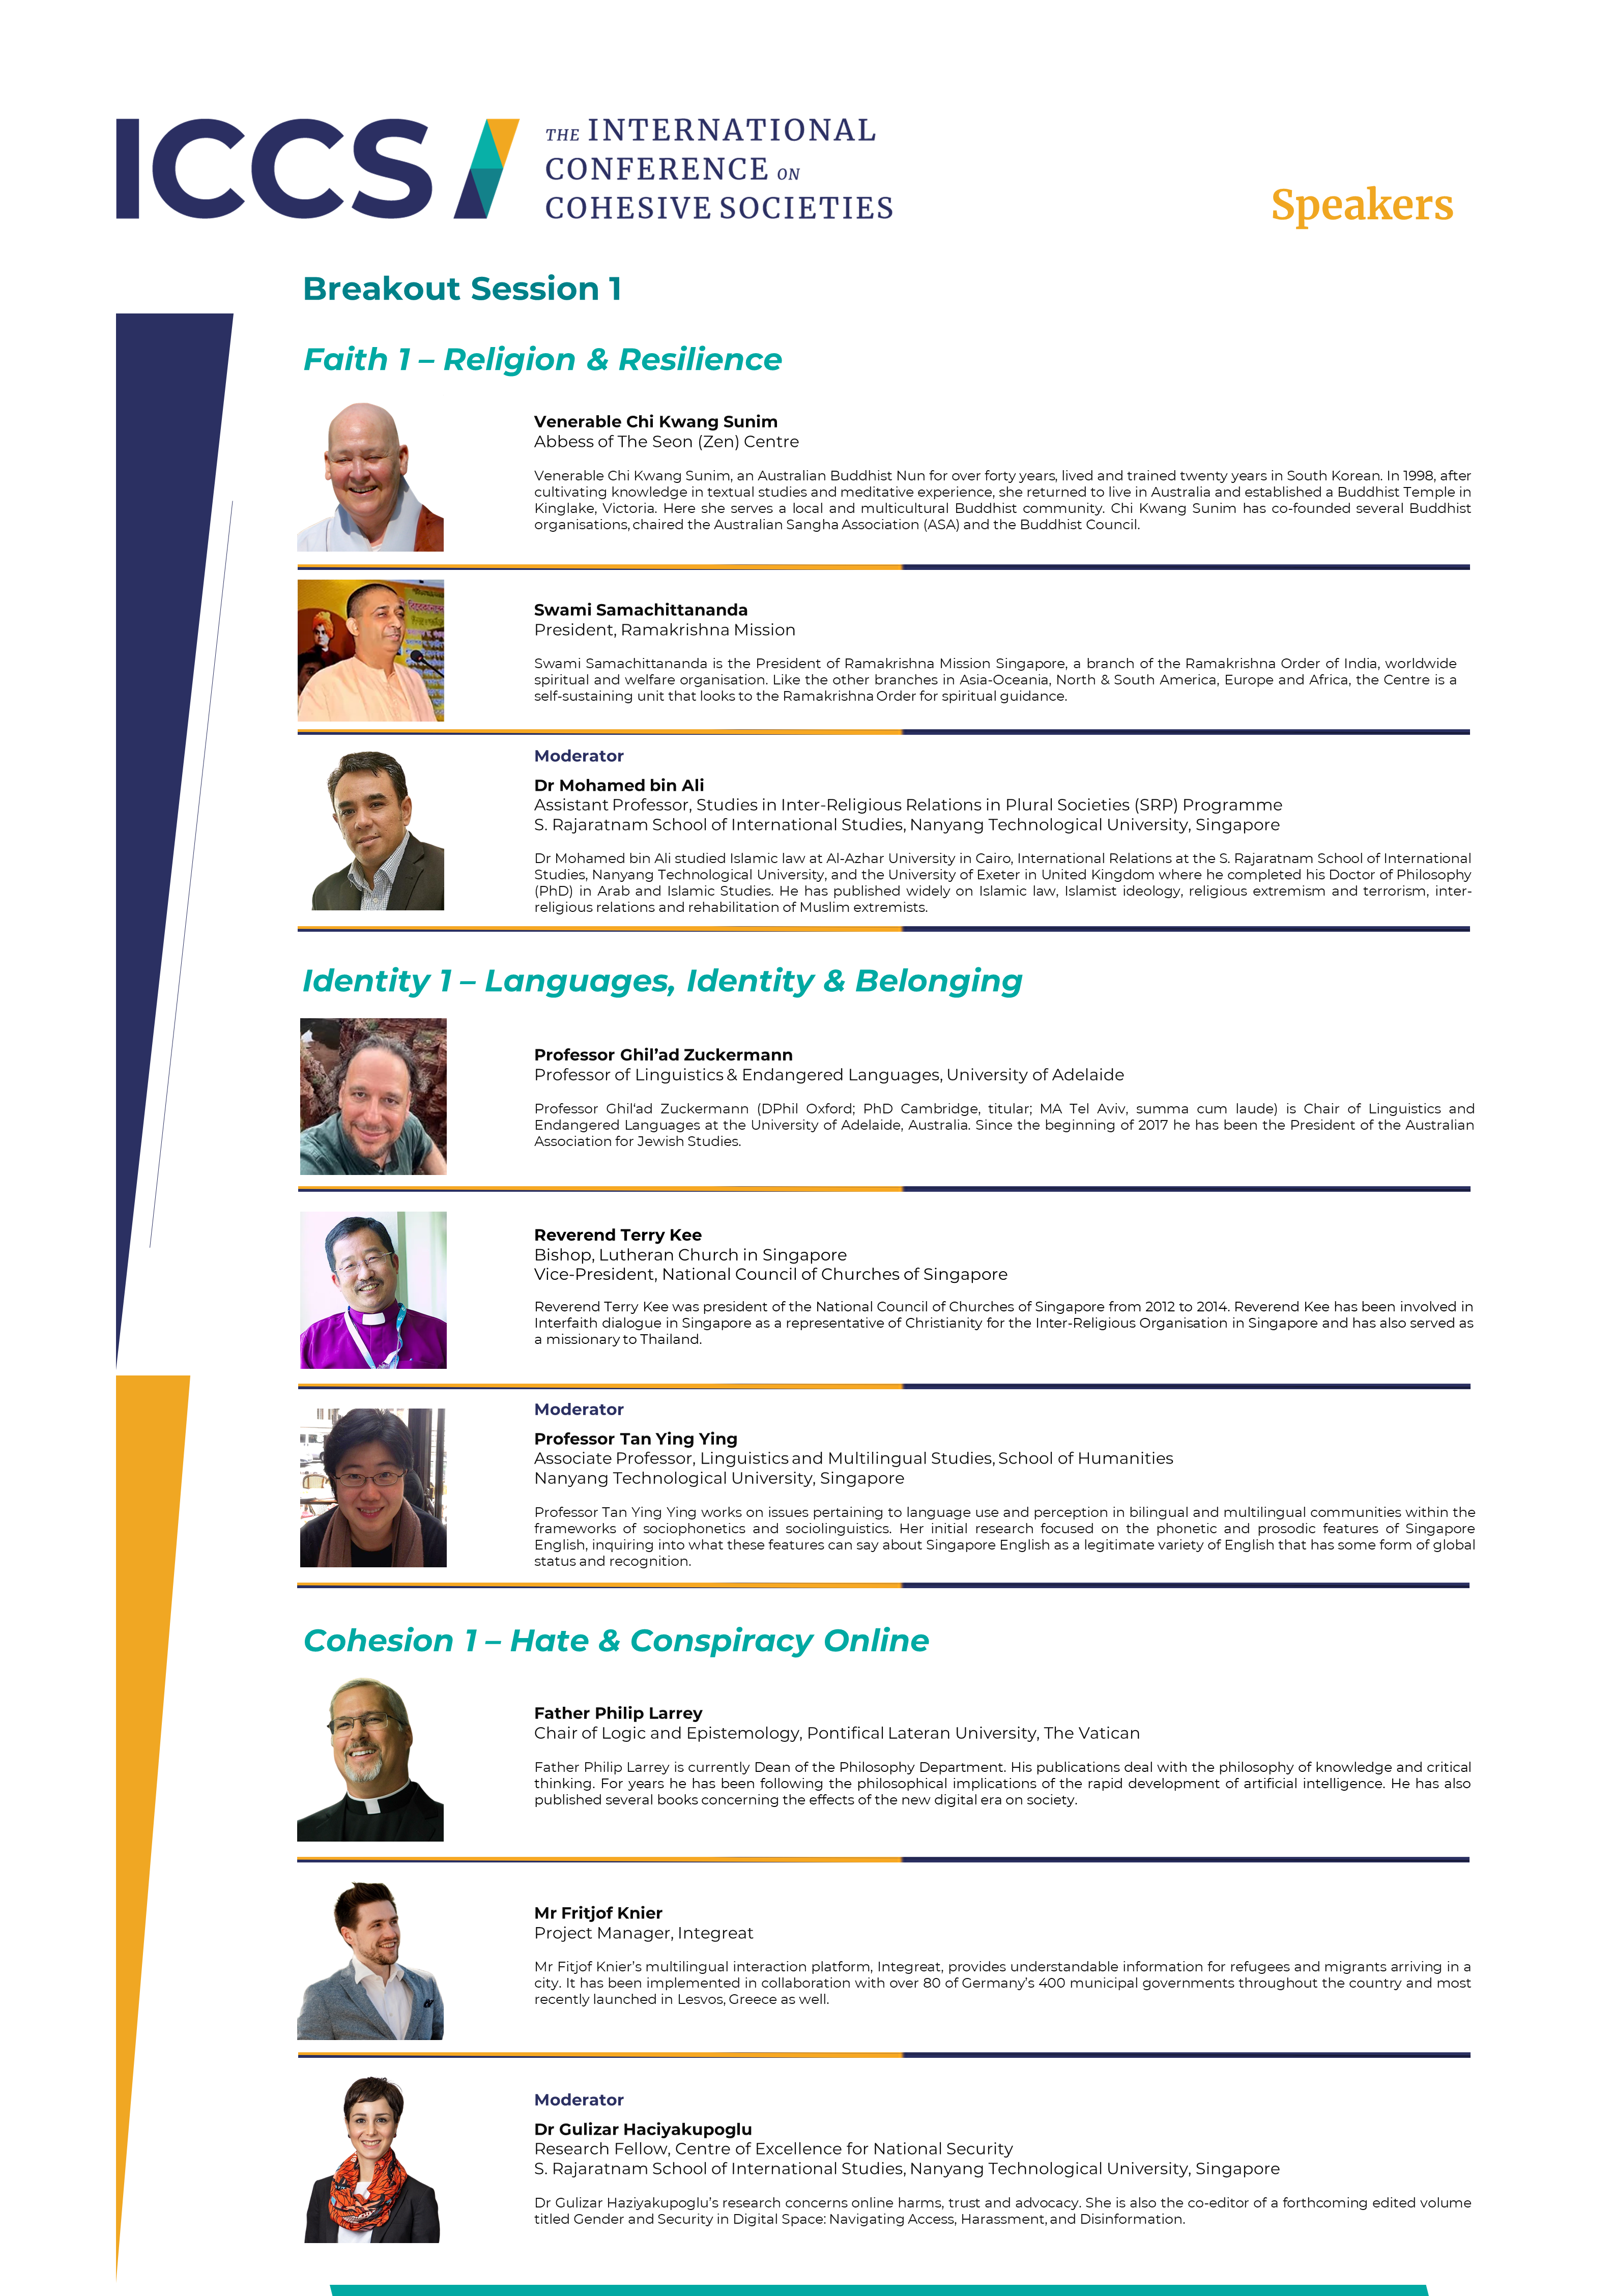 ICCS
THE INTERNATIONAL
CONFERENCE ON
COHESIVE SOCIETIES
Speakers
Breakout Session 1
Faith 1 – Religion & Resilience
Venerable Chi Kwang Sunim
Abbess of The Seon (Zen) Centre
Venerable Chi Kwang Sunim, an Australian Buddhist Nun for over forty years, lived and trained twenty years in South Korean. In 1998, after
cultivating knowledge in textual studies and meditative experience, she returned to live in Australia and established a Buddhist Temple in
Kinglake, Victoria. Here she serves a local and multicultural Buddhist community. Chi Kwang Sunim has co-founded several Buddhist
organisations, chaired the Australian Sangha Association (ASA) and the Buddhist Council.
Swami Samachittananda
President, Ramakrishna Mission
Swami Samachittananda is the President of Ramakrishna Mission Singapore, a branch of the Ramakrishna Order of India, worldwide
spiritual and welfare organisation. Like the other branches in Asia-Oceania, North & South America, Europe and Africa, the Centre is a
self-sustaining unit that looks to the Ramakrishna Order for spiritual guidance.
Moderator
Dr Mohamed bin Ali
Assistant Professor, Studies in Inter-Religious Relations in Plural Societies (SRP) Programme
S. Rajaratnam School of International Studies, Nanyang Technological University, Singapore
Dr Mohamed bin Ali studied Islamic law at Al-Azhar University in Cairo, International Relations at the S. Rajaratnam School of International
Studies, Nanyang Technological University, and the University of Exeter in United Kingdom where he completed his Doctor of Philosophy
(PhD) in Arab and Islamic Studies. He has published widely on Islamic law, Islamist ideology, religious extremism and terrorism, inter-
religious relations and rehabilitation of Muslim extremists.
Identity 1 – Languages, Identity & Belonging
Professor Ghil’ad Zuckermann
Professor of Linguistics & Endangered Languages, University of Adelaide
Professor Ghil‘ad Zuckermann (DPhil Oxford; PhD Cambridge, titular; MA Tel Aviv, summa cum laude) is Chair of Linguistics and
Endangered Languages at the University of Adelaide, Australia. Since the beginning of 2017 he has been the President of the Australian
Association for Jewish Studies.
Reverend Terry Kee
Bishop, Lutheran Church in Singapore
Vice-President, National Council of Churches of Singapore
Reverend Terry Kee was president of the National Council of Churches of Singapore from 2012 to 2014. Reverend Kee has been involved in
Interfaith dialogue in Singapore as a representative of Christianity for the Inter-Religious Organisation in Singapore and has also served as
a missionary to Thailand.
Moderator
Professor Tan Ying Ying
Associate Professor, Linguistics and Multilingual Studies, School of Humanities
Nanyang Technological University, Singapore
Professor Tan Ying Ying works on issues pertaining to language use and perception in bilingual and multilingual communities within the
frameworks of sociophonetics and sociolinguistics. Her initial research focused on the phonetic and prosodic features of Singapore
English, inquiring into what these features can say about Singapore English as a legitimate variety of English that has some form of global
status and recognition.
Cohesion 1 – Hate & Conspiracy Online
Father Philip Larrey
Chair of Logic and Epistemology, Pontifical Lateran University, The Vatican
Father Philip Larrey is currently Dean of the Philosophy Department. His publications deal with the philosophy of knowledge and critical
thinking. For years he has been following the philosophical implications of the rapid development of artificial intelligence. He has also
published several books concerning the effects of the new digital era on society.
Mr Fritjof Knier
Project Manager, Integreat
Mr Fitjof Knier’s multilingual interaction platform, Integreat, provides understandable information for refugees and migrants arriving in a
city. It has been implemented in collaboration with over 80 of Germany’s 400 municipal governments throughout the country and most
recently launched in Lesvos, Greece as well.
Moderator
Dr Gulizar Haciyakupoglu
Research Fellow, Centre of Excellence for National Security
S. Rajaratnam School of International Studies, Nanyang Technological University, Singapore
Dr Gulizar Haziyakupoglu’s research concerns online harms, trust and advocacy. She is also the co-editor of a forthcoming edited volume
titled Gender and Security in Digital Space: Navigating Access, Harassment, and Disinformation.